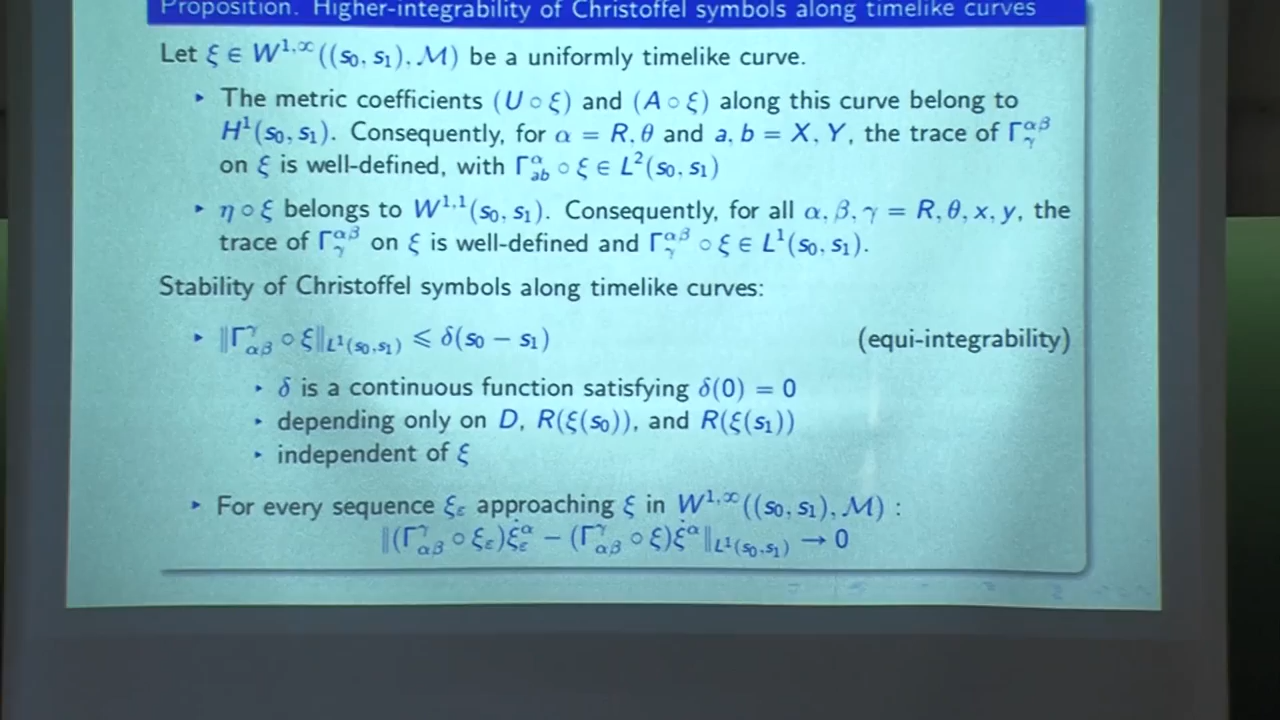 Proposition. Higher-integrability of Christoffel symbols along timelike curves
Let ξ ∈ W^{1,∞}((s₀, s₁), ℳ) be a uniformly timelike curve.
▸ The metric coefficients (U ∘ ξ) and (A ∘ ξ) along this curve belong to
H¹(s₀, s₁). Consequently, for α = R, θ and a, b = X, Y, the trace of Γ_γ^{αβ}
on ξ is well-defined, with Γ^α_{ab} ∘ ξ ∈ L²(s₀, s₁)
▸ η ∘ ξ belongs to W^{1,1}(s₀, s₁). Consequently, for all α, β, γ = R, θ, x, y, the
trace of Γ_γ^{αβ} on ξ is well-defined and Γ_γ^{αβ} ∘ ξ ∈ L¹(s₀, s₁).
Stability of Christoffel symbols along timelike curves:
▸ ‖Γ^γ_{αβ} ∘ ξ‖_{L¹(s₀,s₁)} ⩽ δ(s₀ − s₁) (equi-integrability)
▸ δ is a continuous function satisfying δ(0) = 0
▸ depending only on D, R(ξ(s₀)), and R(ξ(s₁))
▸ independent of ξ
▸ For every sequence ξ_ε approaching ξ in W^{1,∞}((s₀, s₁), ℳ) :
‖(Γ^γ_{αβ} ∘ ξ_ε)ξ̇^α_ε − (Γ^γ_{αβ} ∘ ξ)ξ̇^α‖_{L¹(s₀,s₁)} → 0